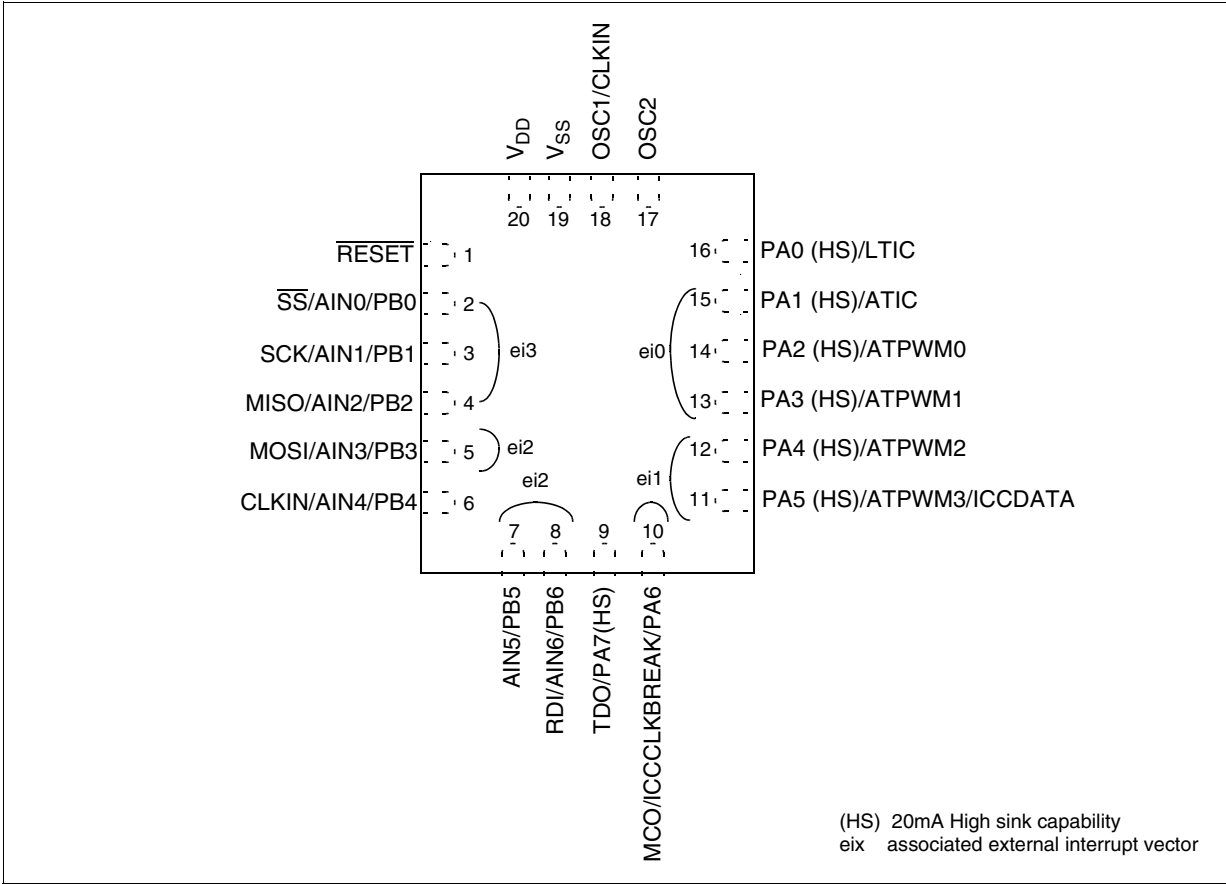 VDD
VSS
OSC1/CLKIN
OSC2
20
19
18
17
RESET
1
16
PA0 (HS)/LTIC
SS/AIN0/PB0
2
15
PA1 (HS)/ATIC
SCK/AIN1/PB1
3
ei3
ei0
14
PA2 (HS)/ATPWM0
MISO/AIN2/PB2
4
13
PA3 (HS)/ATPWM1
MOSI/AIN3/PB3
5
ei2
12
PA4 (HS)/ATPWM2
ei2
ei1
CLKIN/AIN4/PB4
6
11
PA5 (HS)/ATPWM3/ICCDATA
7
8
9
10
AIN5/PB5
RDI/AIN6/PB6
TDO/PA7(HS)
MCO/ICCCLKBREAK/PA6
(HS) 20mA High sink capability
eix associated external interrupt vector